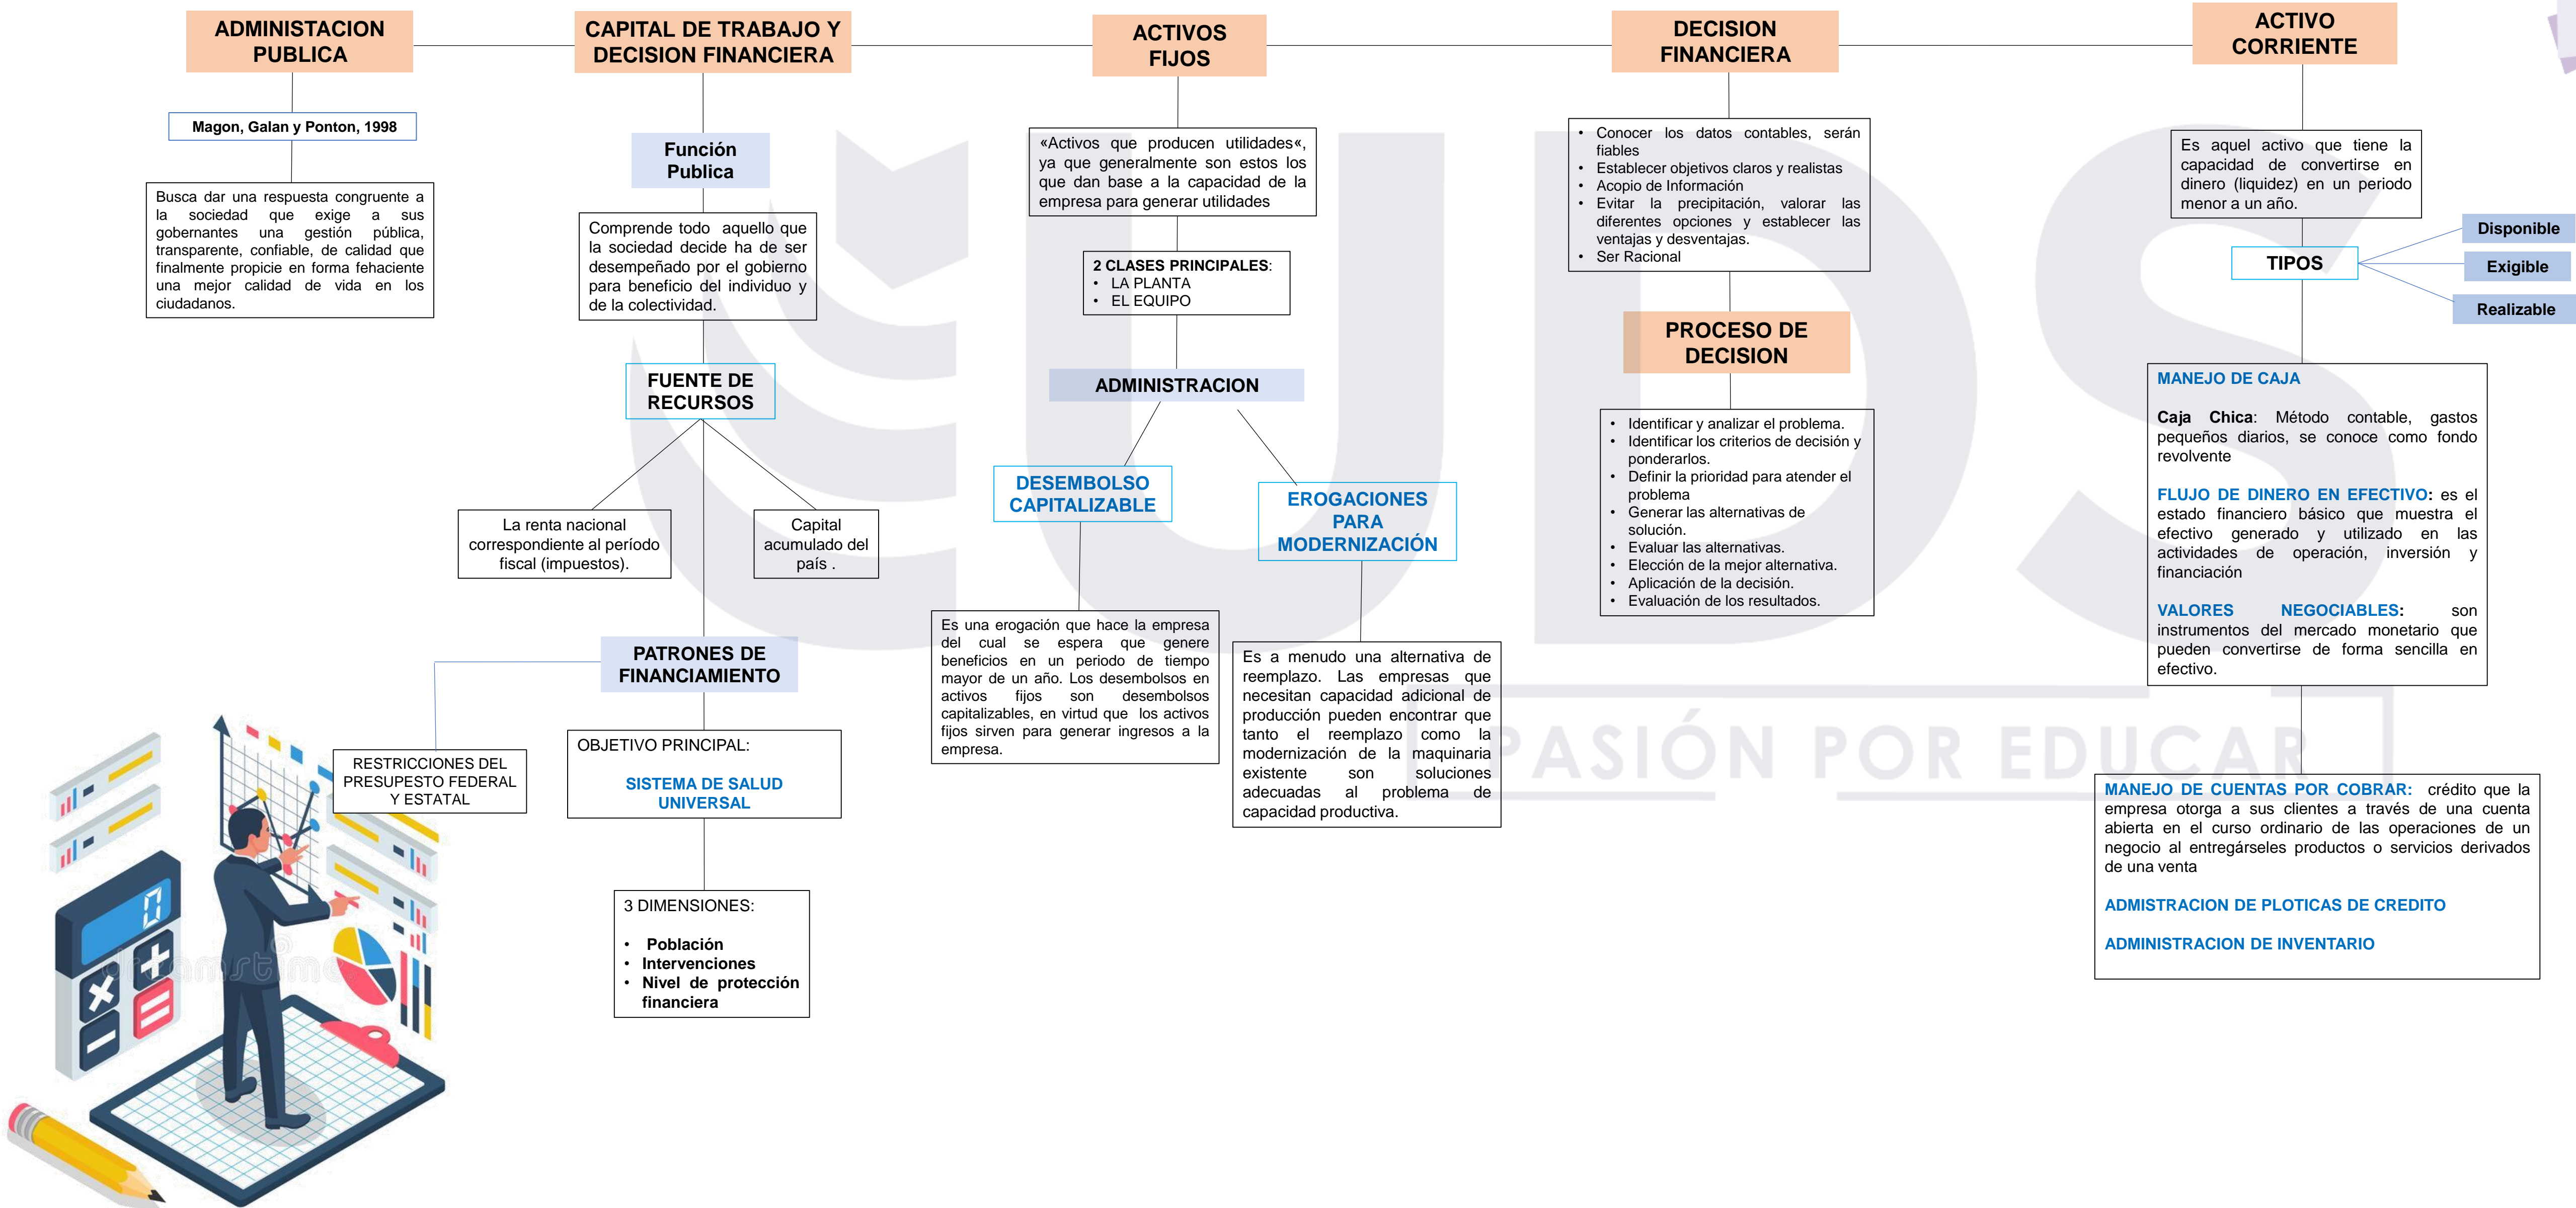 ADMINISTACION
PUBLICA
Magon, Galan y Ponton, 1998
Busca dar una respuesta congruente a
la sociedad que exige a sus
gobernantes una gestión pública,
transparente, confiable, de calidad que
finalmente propicie en forma fehaciente
una mejor calidad de vida en los
ciudadanos.
CAPITAL DE TRABAJO Y
DECISION FINANCIERA
Función
Publica
Comprende todo aquello que
la sociedad decide ha de ser
desempeñado por el gobierno
para beneficio del individuo y
de la colectividad.
FUENTE DE
RECURSOS
La renta nacional
correspondiente al período
fiscal (impuestos).
Capital
acumulado del
país .
PATRONES DE
FINANCIAMIENTO
RESTRICCIONES DEL
PRESUPESTO FEDERAL
Y ESTATAL
OBJETIVO PRINCIPAL:
SISTEMA DE SALUD
UNIVERSAL
3 DIMENSIONES:
• Población
• Intervenciones
• Nivel de protección
financiera
ACTIVOS
FIJOS
«Activos que producen utilidades«,
ya que generalmente son estos los
que dan base a la capacidad de la
empresa para generar utilidades
2 CLASES PRINCIPALES:
• LA PLANTA
• EL EQUIPO
ADMINISTRACION
DESEMBOLSO
CAPITALIZABLE
Es una erogación que hace la empresa
del cual se espera que genere
beneficios en un periodo de tiempo
mayor de un año. Los desembolsos en
activos fijos son desembolsos
capitalizables, en virtud que los activos
fijos sirven para generar ingresos a la
empresa.
EROGACIONES
PARA
MODERNIZACIÓN
Es a menudo una alternativa de
reemplazo. Las empresas que
necesitan capacidad adicional de
producción pueden encontrar que
tanto el reemplazo como la
modernización de la maquinaria
existente son soluciones
adecuadas al problema de
capacidad productiva.
DECISION
FINANCIERA
• Conocer los datos contables, serán
fiables
• Establecer objetivos claros y realistas
• Acopio de Información
• Evitar la precipitación, valorar las
diferentes opciones y establecer las
ventajas y desventajas.
• Ser Racional
PROCESO DE
DECISION
• Identificar y analizar el problema.
• Identificar los criterios de decisión y
ponderarlos.
• Definir la prioridad para atender el
problema
• Generar las alternativas de
solución.
• Evaluar las alternativas.
• Elección de la mejor alternativa.
• Aplicación de la decisión.
• Evaluación de los resultados.
ACTIVO
CORRIENTE
Es aquel activo que tiene la
capacidad de convertirse en
dinero (liquidez) en un periodo
menor a un año.
TIPOS
Disponible
Exigible
Realizable
MANEJO DE CAJA
Caja Chica: Método contable, gastos
pequeños diarios, se conoce como fondo
revolvente
FLUJO DE DINERO EN EFECTIVO: es el
estado financiero básico que muestra el
efectivo generado y utilizado en las
actividades de operación, inversión y
financiación
VALORES NEGOCIABLES: son
instrumentos del mercado monetario que
pueden convertirse de forma sencilla en
efectivo.
MANEJO DE CUENTAS POR COBRAR: crédito que la
empresa otorga a sus clientes a través de una cuenta
abierta en el curso ordinario de las operaciones de un
negocio al entregárseles productos o servicios derivados
de una venta
ADMISTRACION DE PLOTICAS DE CREDITO
ADMINISTRACION DE INVENTARIO
UDS
PASIÓN POR EDUCAR
0
dreamstime